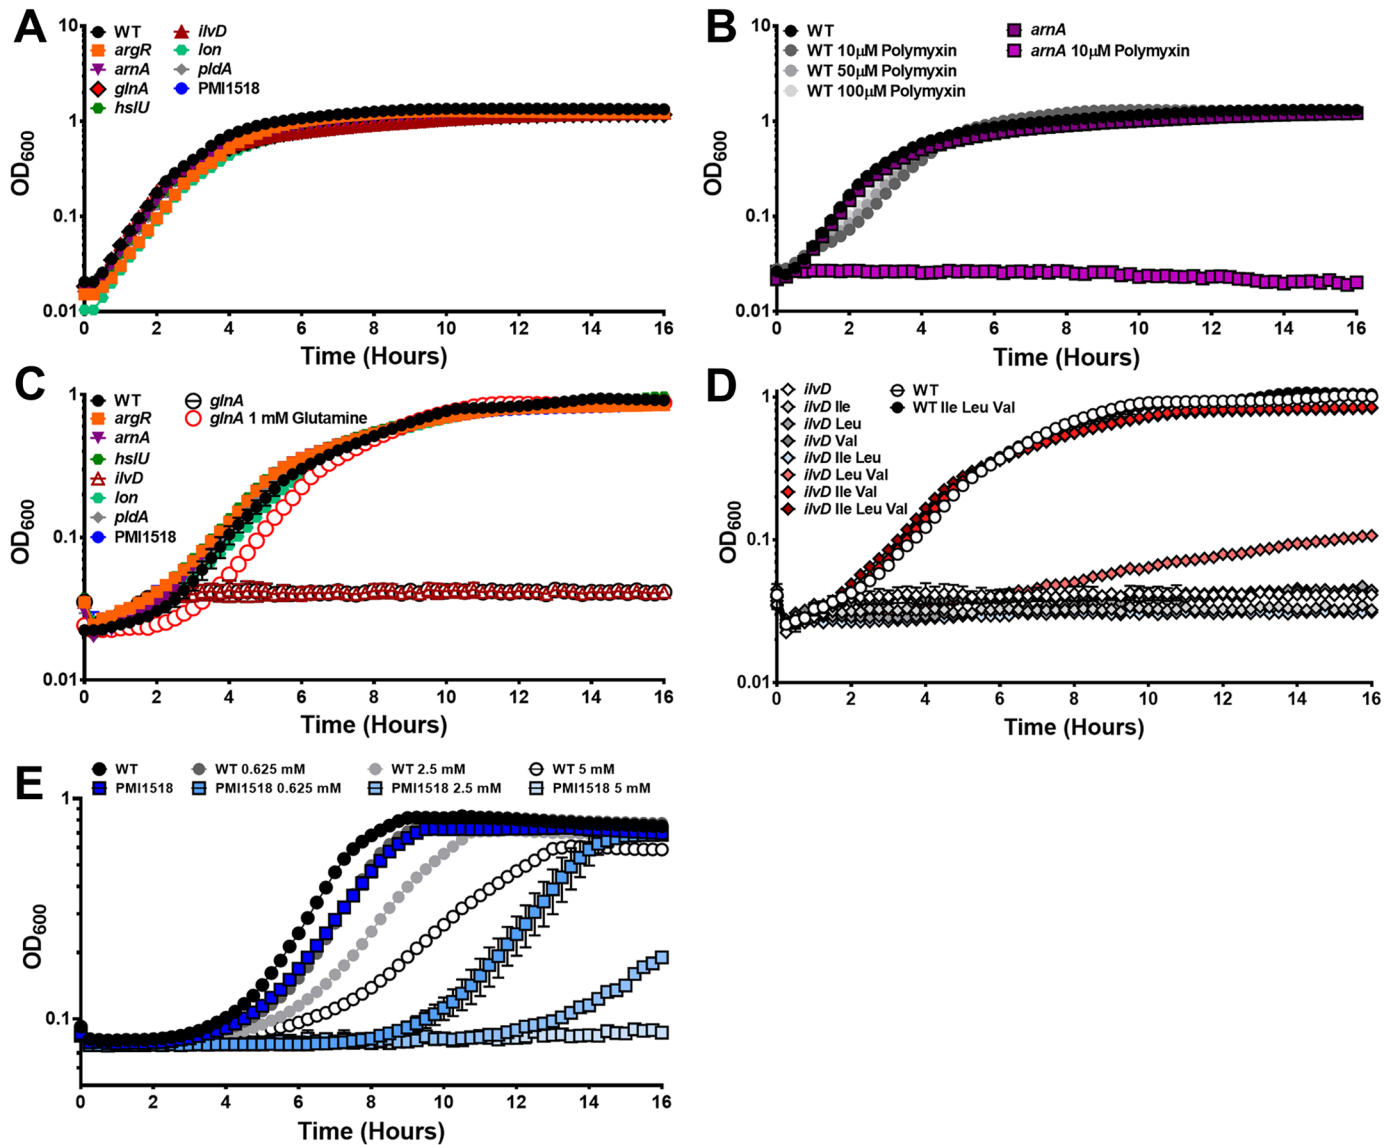 A
WT
argR
arnA
glnA
hslU
ilvD
lon
pldA
PMI1518
OD600
10
1
0.1
0.01
0 2 4 6 8 10 12 14 16
Time (Hours)
B
WT
WT 10µM Polymyxin
WT 50µM Polymyxin
WT 100µM Polymyxin
arnA
arnA 10µM Polymyxin
OD600
10
1
0.1
0.01
0 2 4 6 8 10 12 14 16
Time (Hours)
C
WT
argR
arnA
hslU
ilvD
lon
pldA
PMI1518
glnA
glnA 1 mM Glutamine
OD600
1
0.1
0.01
0 2 4 6 8 10 12 14 16
Time (Hours)
D
ilvD
ilvD Ile
ilvD Leu
ilvD Val
ilvD Ile Leu
ilvD Leu Val
ilvD Ile Val
ilvD Ile Leu Val
WT
WT Ile Leu Val
OD600
1
0.1
0.01
0 2 4 6 8 10 12 14 16
Time (Hours)
E
WT WT 0.625 mM WT 2.5 mM WT 5 mM
PMI1518 PMI1518 0.625 mM PMI1518 2.5 mM PMI1518 5 mM
OD600
1
0.1
0 2 4 6 8 10 12 14 16
Time (Hours)